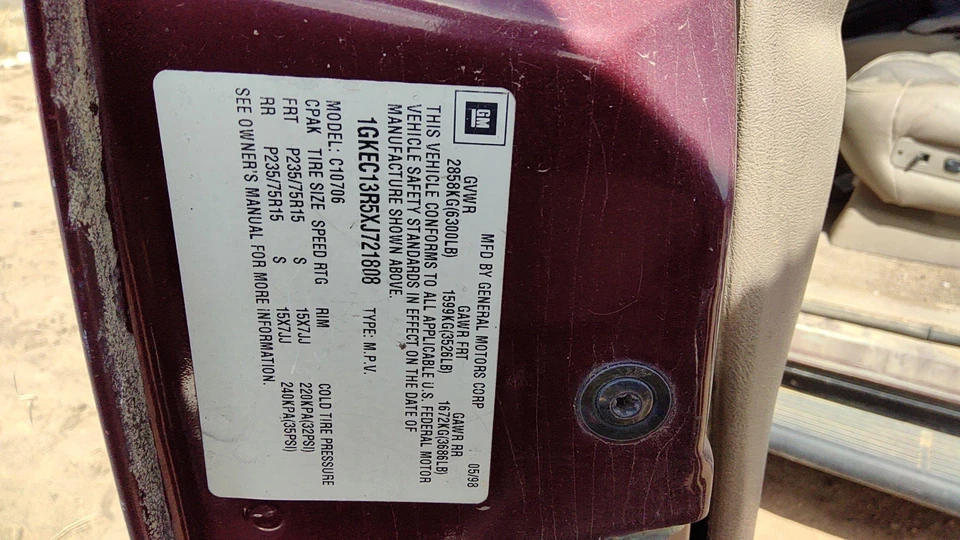 GM
MFD BY GENERAL MOTORS CORP 05/98
GVWR GAWR FRT GAWR RR
2858KG(6300LB) 1599KG(3526LB) 1672KG(3686LB)
THIS VEHICLE CONFORMS TO ALL APPLICABLE U.S. FEDERAL MOTOR
VEHICLE SAFETY STANDARDS IN EFFECT ON THE DATE OF
MANUFACTURE SHOWN ABOVE.
1GKEC13R5XJ721808 TYPE: M.P.V.
MODEL: C10706
CPAK TIRE SIZE SPEED RTG RIM COLD TIRE PRESSURE
FRT P235/75R15 S 15X7JJ 220KPA(32PSI)
RR P235/75R15 S 15X7JJ 240KPA(35PSI)
SEE OWNER'S MANUAL FOR MORE INFORMATION.